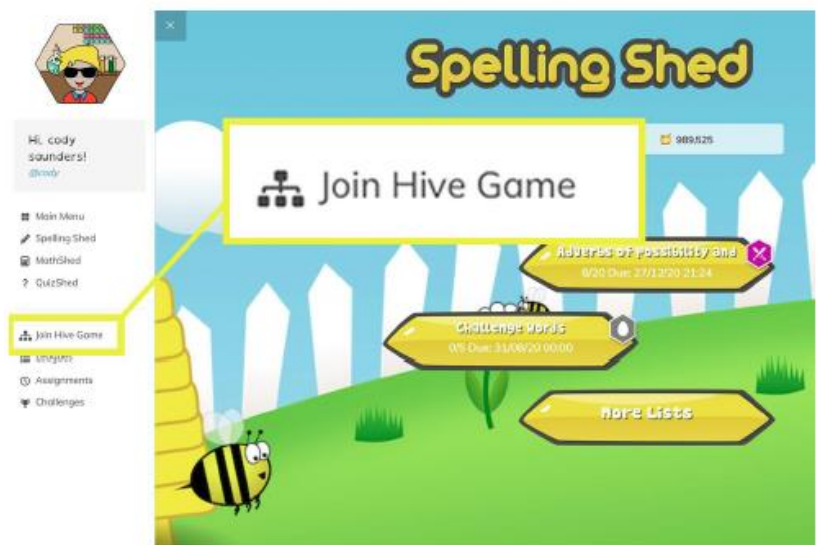 Hi, cody
saunders!
@cody
Main Menu
Spelling Shed
MathShed
QuizShed
Join Hive Game
Assignments
Challenges
×
Spelling Shed
989,525
Join Hive Game
Adverbs of Possibility and
0/20 Due: 27/12/20 21:24
Challenge Words
0/5 Due: 31/08/20 00:00
More Lists